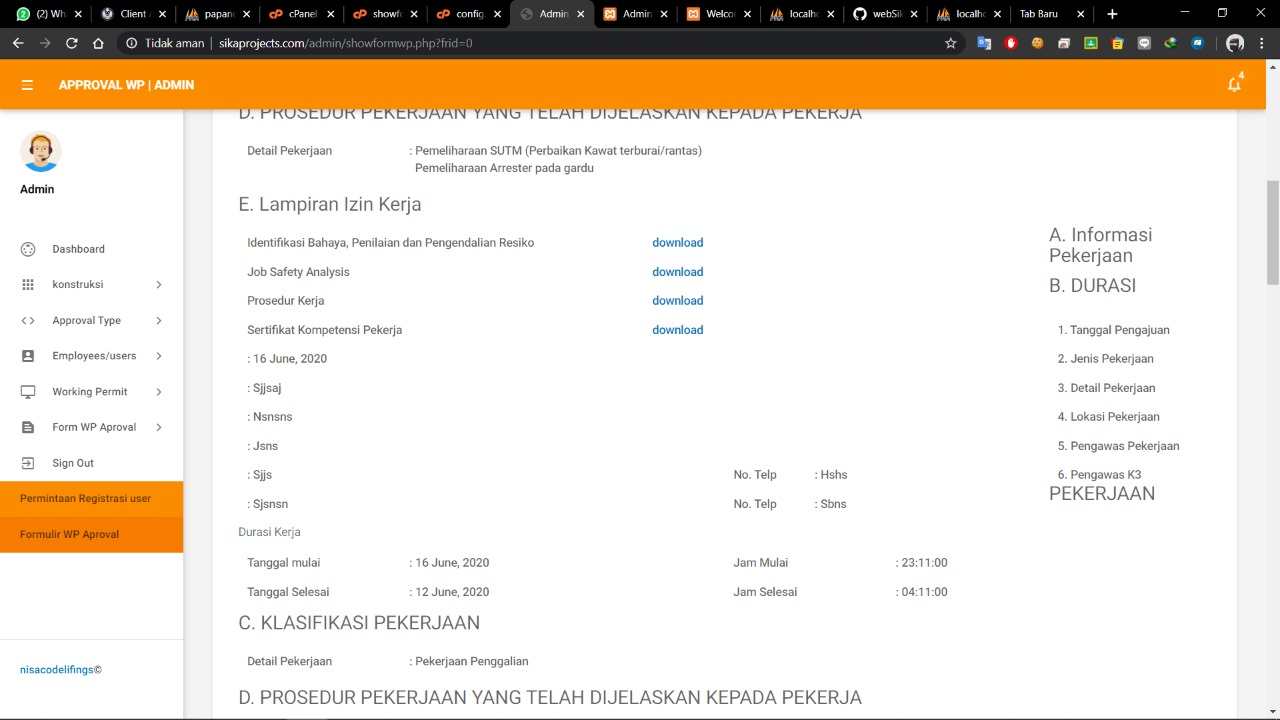 2 Whats
Client A
papan
cPanel
showfo
config.
Admin
Admin
Welco
localho
webSik
localho
Tab Baru
Tidak aman | sikaprojects.com/admin/showformwp.php?frid=0
APPROVAL WP | ADMIN
4
Admin
Dashboard
konstruksi
Approval Type
Employees/users
Working Permit
Form WP Aproval
Sign Out
Permintaan Registrasi user
Formulir WP Aproval
nisacodelifings©
D. PROSEDUR PEKERJAAN YANG TELAH DIJELASKAN KEPADA PEKERJA
Detail Pekerjaan : Pemeliharaan SUTM (Perbaikan Kawat terburai/rantas)
Pemeliharaan Arrester pada gardu
E. Lampiran Izin Kerja
Identifikasi Bahaya, Penilaian dan Pengendalian Resiko download
Job Safety Analysis download
Prosedur Kerja download
Sertifikat Kompetensi Pekerja download
: 16 June, 2020
: Sjjsaj
: Nsnsns
: Jsns
: Sjjs No. Telp : Hshs
: Sjsnsn No. Telp : Sbns
Durasi Kerja
Tanggal mulai : 16 June, 2020 Jam Mulai : 23:11:00
Tanggal Selesai : 12 June, 2020 Jam Selesai : 04:11:00
C. KLASIFIKASI PEKERJAAN
Detail Pekerjaan : Pekerjaan Penggalian
D. PROSEDUR PEKERJAAN YANG TELAH DIJELASKAN KEPADA PEKERJA
A. Informasi
Pekerjaan
B. DURASI
1. Tanggal Pengajuan
2. Jenis Pekerjaan
3. Detail Pekerjaan
4. Lokasi Pekerjaan
5. Pengawas Pekerjaan
6. Pengawas K3
PEKERJAAN